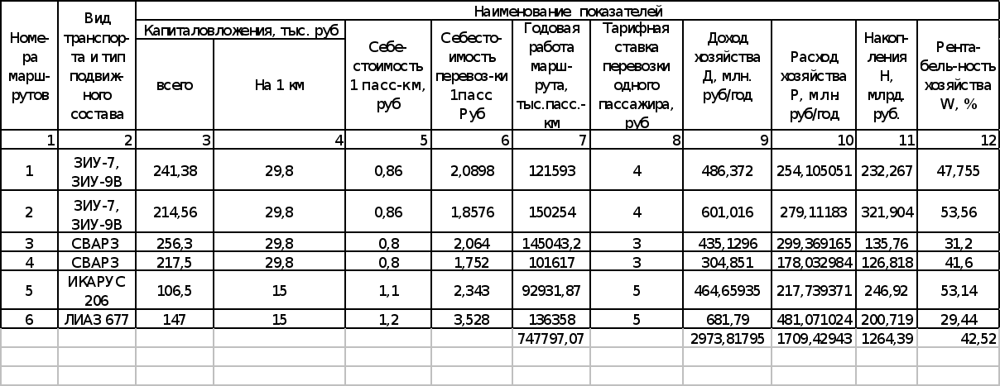 Наименование показателей
Номе-
ра
марш-
рутов
Вид
транспор-
та и тип
подвиж-
ного
состава
Капиталовложения, тыс. руб
всего
На 1 км
Себе-
стоимость
1 пасс-км,
руб
Себесто-
имость
перевоз-ки
1пасс
Руб
Годовая
работа
марш-
рута,
тыс.пасс.-
км
Тарифная
ставка
перевозки
одного
пассажира,
руб
Доход
хозяйства
Д, млн.
руб/год
Расход
хозяйства
Р, млн
руб/год
Накоп-
ления
Н,
млрд.
руб.
Рента-
бель-ность
хозяйства
W, %
1 2 3 4 5 6 7 8 9 10 11 12
1 ЗИУ-7, ЗИУ-9В 241,38 29,8 0,86 2,0898 121593 4 486,372 254,105051 232,267 47,755
2 ЗИУ-7, ЗИУ-9В 214,56 29,8 0,86 1,8576 150254 4 601,016 279,11183 321,904 53,56
3 СВАРЗ 256,3 29,8 0,8 2,064 145043,2 3 435,1296 299,369165 135,76 31,2
4 СВАРЗ 217,5 29,8 0,8 1,752 101617 3 304,851 178,032984 126,818 41,6
5 ИКАРУС 206 106,5 15 1,1 2,343 92931,87 5 464,65935 217,739371 246,92 53,14
6 ЛИАЗ 677 147 15 1,2 3,528 136358 5 681,79 481,071024 200,719 29,44
747797,07 2973,81795 1709,42943 1264,39 42,52